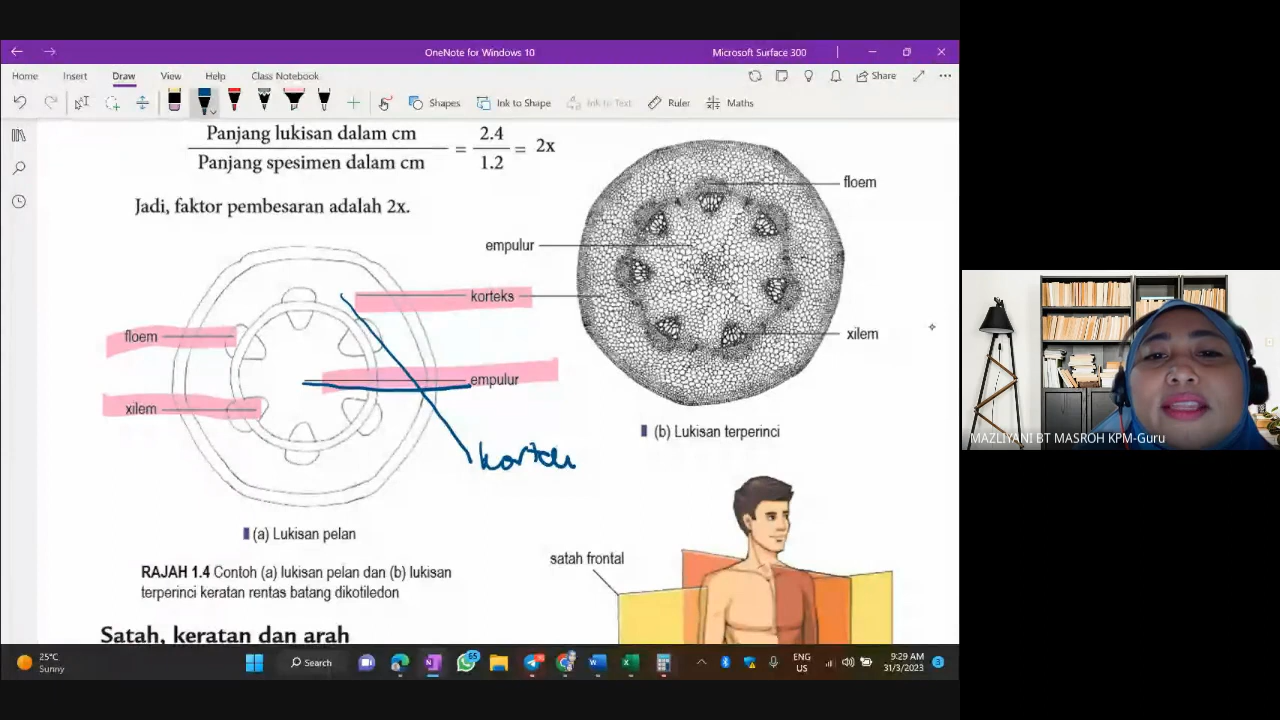 OneNote for Windows 10
Microsoft Surface 300
Home Insert Draw View Help Class Notebook
Share
Shapes Ink to Shape Ink to Text Ruler Maths
Panjang lukisan dalam cm
Panjang spesimen dalam cm
= 2.4
1.2 = 2x
Jadi, faktor pembesaran adalah 2x.
floem
empulur
korteks
floem
xilem
empulur
xilem
(b) Lukisan terperinci
(a) Lukisan pelan
satah frontal
RAJAH 1.4 Contoh (a) lukisan pelan dan (b) lukisan
terperinci keratan rentas batang dikotiledon
Satah, keratan dan arah
MAZLIYANI BT MASROH KPM-Guru
25°C
Sunny
Search
65
ENG
US
9:29 AM
31/3/2023
3